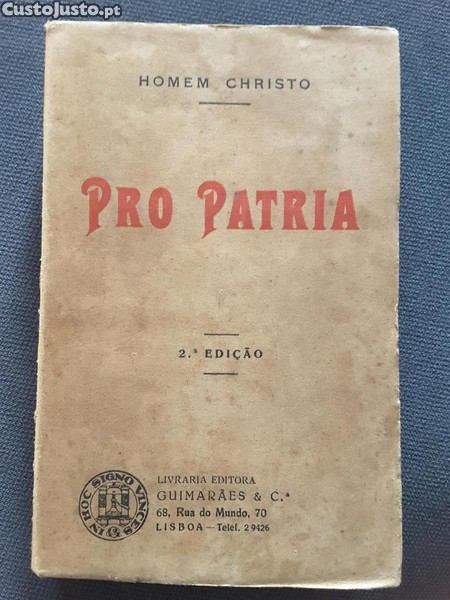 CustoJusto.pt
HOMEM CHRISTO
PRO PATRIA
2.ª EDIÇÃO
IN HOC SIGNO VINCES
LIVRARIA EDITORA
GUIMARÃES & C.ª
68, Rua do Mundo, 70
LISBOA — Telef. 2 9426